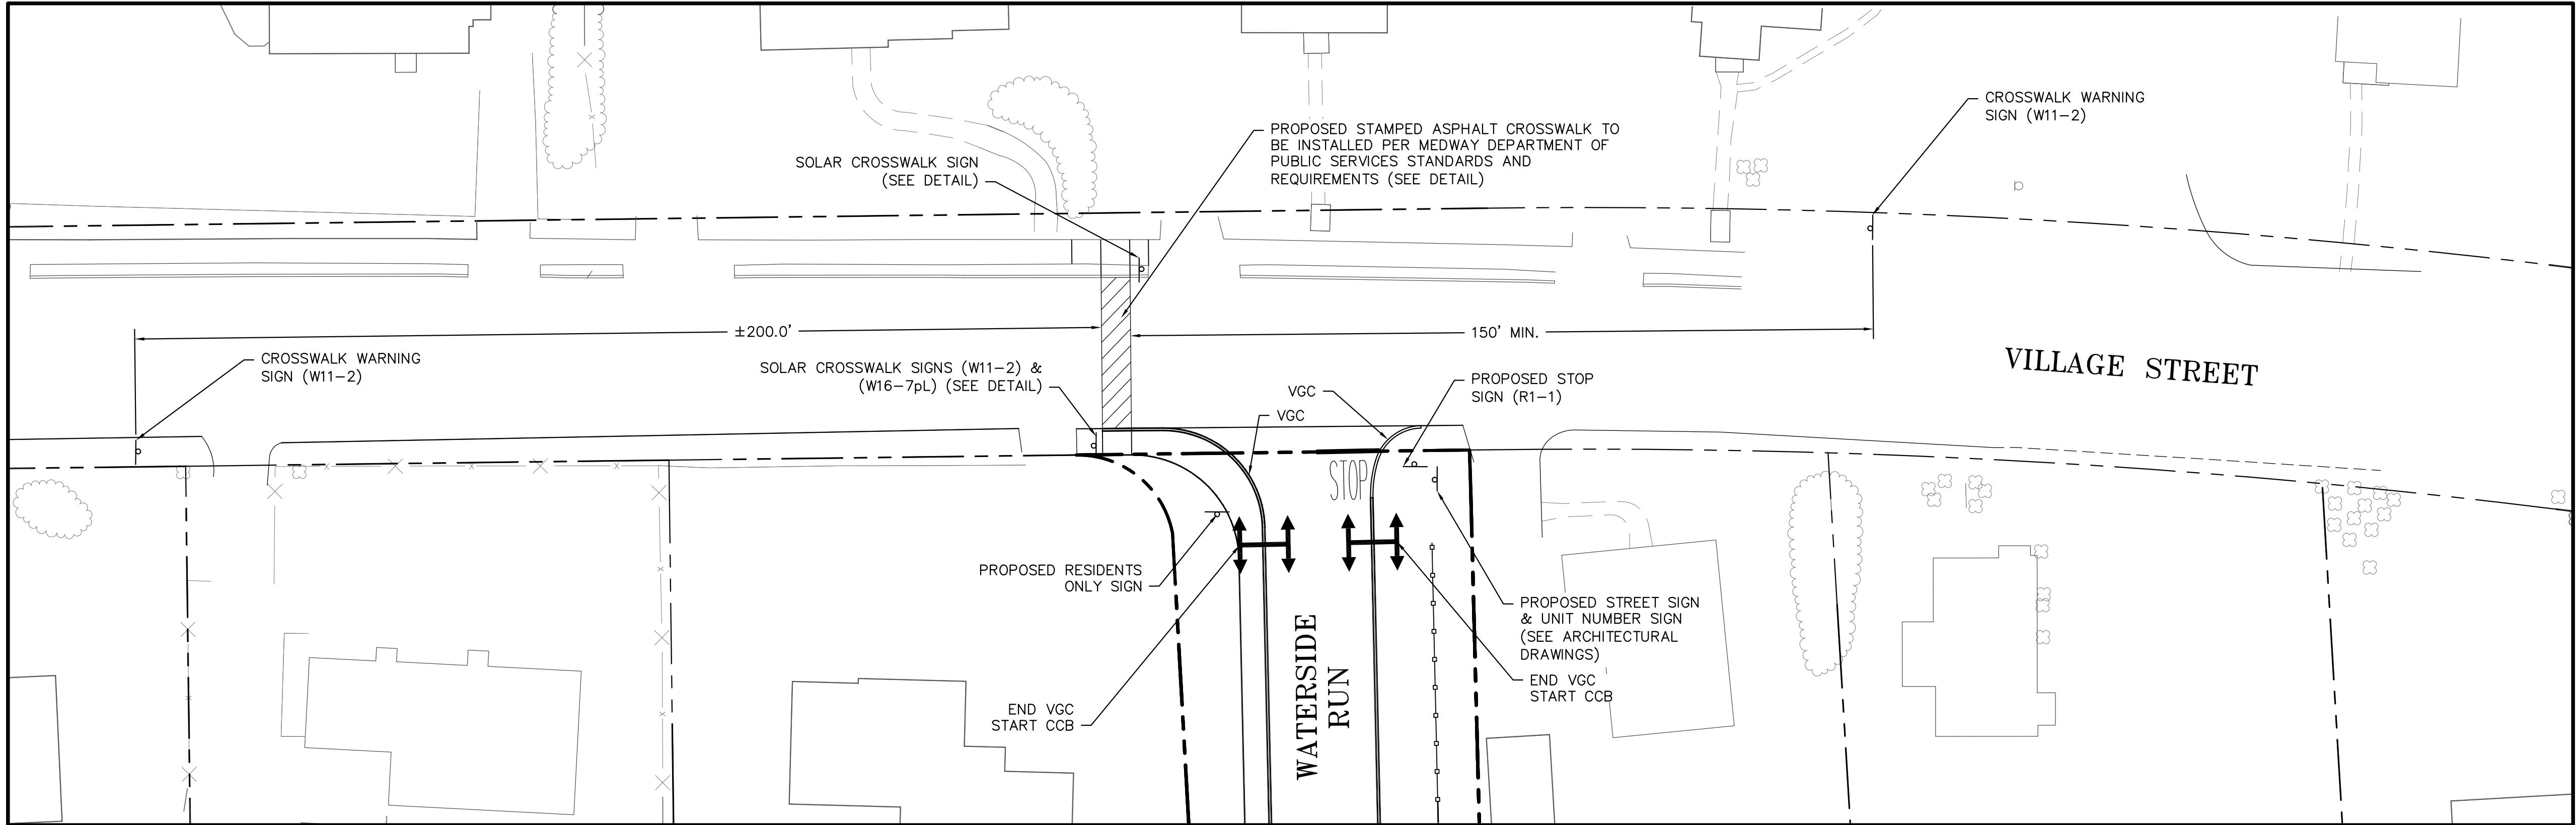 CROSSWALK WARNING
SIGN (W11-2)
PROPOSED STAMPED ASPHALT CROSSWALK TO
BE INSTALLED PER MEDWAY DEPARTMENT OF
PUBLIC SERVICES STANDARDS AND
REQUIREMENTS (SEE DETAIL)
SOLAR CROSSWALK SIGN
(SEE DETAIL)
±200.0'
150' MIN.
CROSSWALK WARNING
SIGN (W11-2)
SOLAR CROSSWALK SIGNS (W11-2) &
(W16-7pL) (SEE DETAIL)
VGC
VGC
PROPOSED STOP
SIGN (R1-1)
VILLAGE STREET
STOP
PROPOSED RESIDENTS
ONLY SIGN
PROPOSED STREET SIGN
& UNIT NUMBER SIGN
(SEE ARCHITECTURAL
DRAWINGS)
END VGC
START CCB
END VGC
START CCB
WATERSIDE
RUN